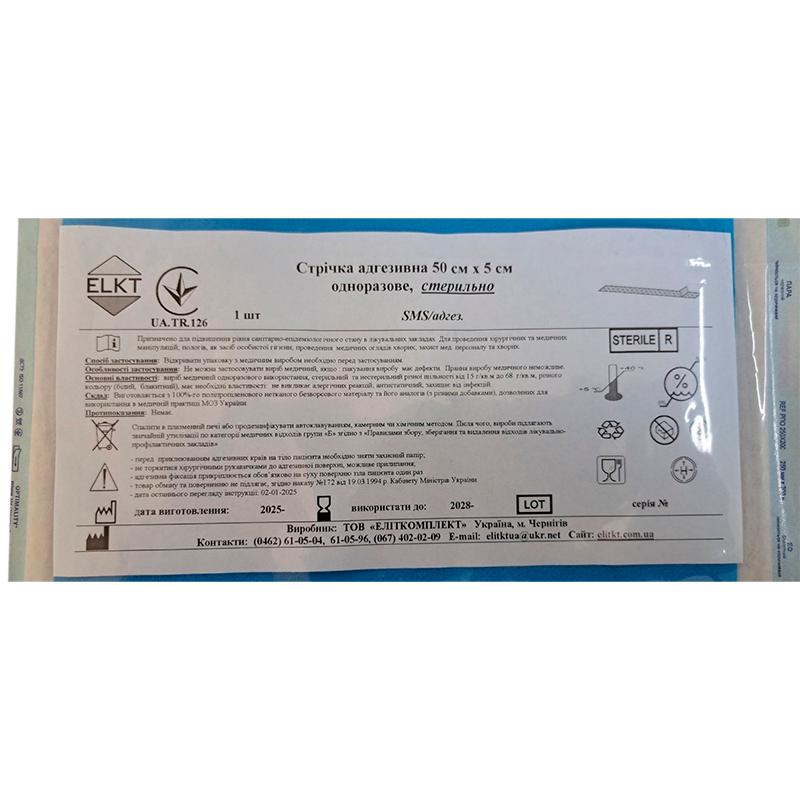 ELKT
UA.TR.126
Стрічка адгезивна 50 см х 5 см
одноразове, стерильно
1 шт
SMS/адгез.
Призначено для підвищення рівня санітарно-епідеміологічного стану в лікувальних закладах. Для проведення хірургічних та медичних
маніпуляцій, пологів, як засіб особистої гігієни, проведення медичних оглядів хворих, захист мед. персоналу та хворих.
STERILE R
Спосіб застосування: Відкривати упаковку з медичним виробом необхідно перед застосуванням.
Особливості застосування: Не можна застосовувати виріб медичний, якщо : пакування виробу має дефекти. Прання виробу медичного неможливе.
Основні властивості: виріб медичний одноразового використання, стерильний та нестерильний різної щільності від 15 г/кв.м до 68 г/кв.м, різного
кольору (білий, блакитний), має необхідні властивості: не викликає алергічних реакцій, антистатичний, захищає від інфекцій.
Склад: Виготовляється з 100%-го поліпропіленового нетканого безворсового матеріалу та його аналогів (з різними добавками), дозволених для
використання в медичній практиці МОЗ України.
Протипоказання: Немає.
+40 °C
+5 °C
%
Спалити в плазменній печі або продезінфікувати автоклавуванням, камерним чи хімічним методом. Після чого, вироби підлягають
звичайній утилізації по категорії медичних відходів групи «Б» згідно з «Правилами збору, зберігання та видалення відходів лікувально-
профілактичних закладів»
- перед приклеюванням адгезивних країв на тіло пацієнта необхідно зняти захисний папір;
- не торкатися хірургічними рукавичками до адгезивної поверхні, можливе прилипання;
- адгезивна фіксація прикріплюється обов'язково на суху поверхню тіла пацієнта один раз
- товар обміну та поверненню не підлягає, згідно наказу №172 від 19.03.1994 р. Кабінету Міністрів України.
- дата останнього перегляду інструкції: 02-01-2025
дата виготовлення: 2025-
використати до: 2028-
LOT
серія №
Виробник: ТОВ «ЕЛІТКОМПЛЕКТ» Україна, м. Чернігів
Контакти: (0462) 61-05-04, 61-05-96, (067) 402-02-09 E-mail: elitktua@ukr.net Сайт: elitkt.com.ua
OPTIMALITY
ПАРА